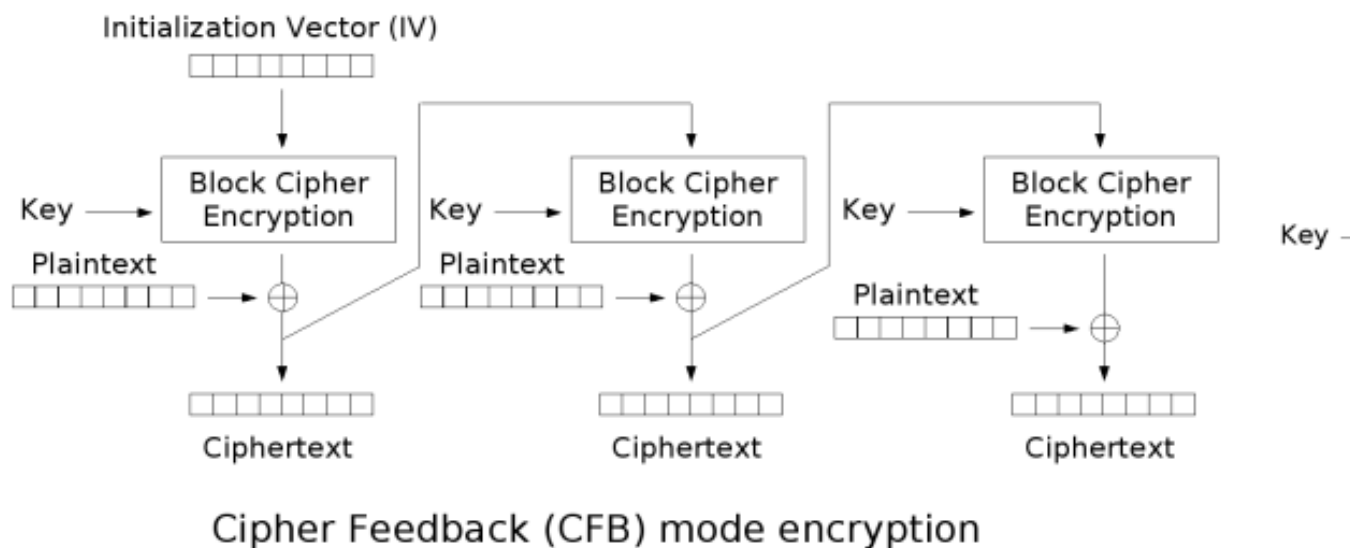 Initialization Vector (IV)
Block Cipher
Encryption
Block Cipher
Encryption
Block Cipher
Encryption
Key
Key
Key
Key
Plaintext
Plaintext
Plaintext
Ciphertext
Ciphertext
Ciphertext
Cipher Feedback (CFB) mode encryption